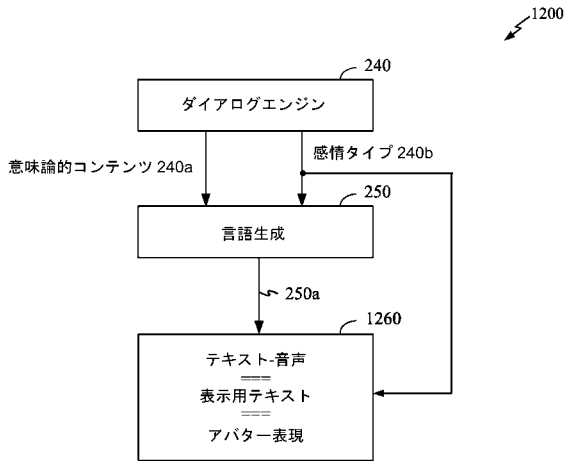 1200
240
ダイアログエンジン
意味論的コンテンツ 240a
感情タイプ 240b
250
言語生成
250a
1260
テキスト-音声
===
表示用テキスト
===
アバター表現